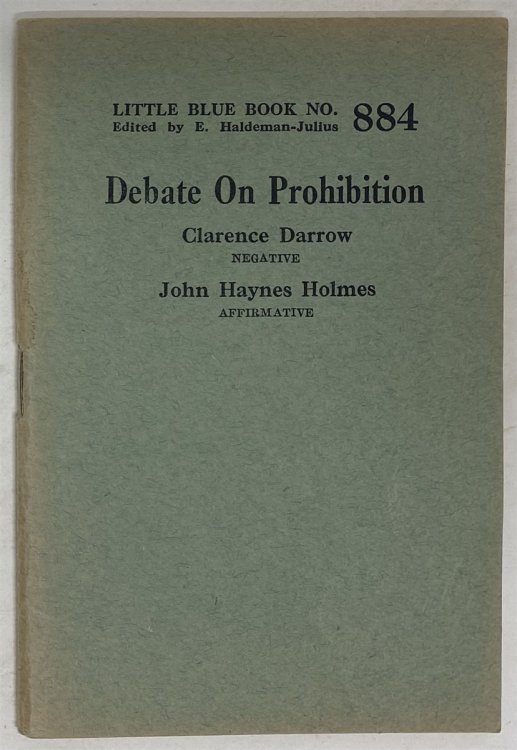 LITTLE BLUE BOOK NO. 884
Edited by E. Haldeman-Julius
Debate On Prohibition
Clarence Darrow
NEGATIVE
John Haynes Holmes
AFFIRMATIVE